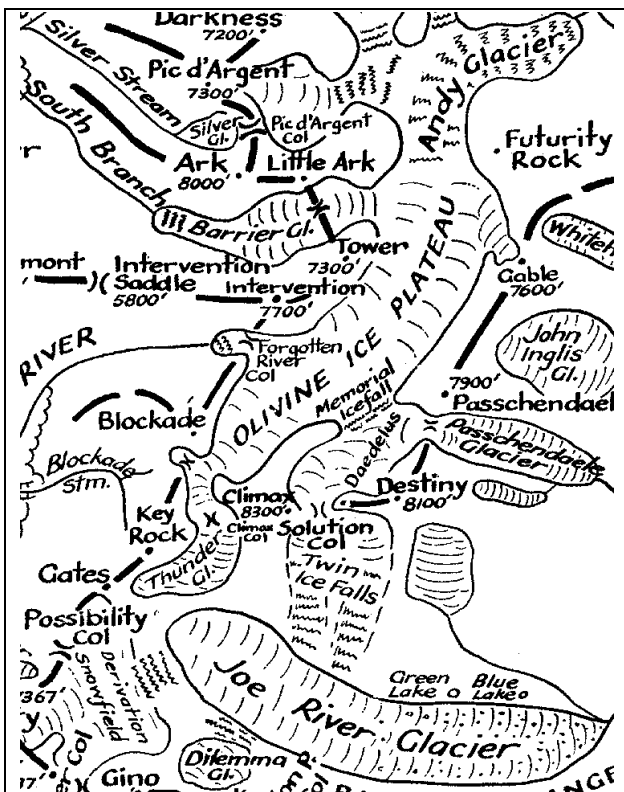 Darkness
7200'
Silver Stream
Pic d'Argent
7300'
Andy Glacier
South Branch
Silver
Gl.
Pic d'Argent
Col
Futurity
Rock
Ark
8000'
Little Ark
Barrier Gl.
Tower
7300'
PLATEAU
mont
Intervention
Saddle
5800'
Intervention
7700'
Gable
7600'
RIVER
Forgotten
River
Col
OLIVINE ICE
John
Inglis
Gl.
Memorial
Icefall
7900'
Passchendael
Blockade
Daedelus
Passchendaele
Glacier
Blockade
Stm.
Climax
8300'
Destiny
8100'
Key
Rock
Climax
Col
Solution
Col
Thunder
Gl.
Twin
Ice Falls
Gates
Possibility
Col
Derivation
Snowfield
Joe River Glacier
Green
Lake
Blue
Lake
7367'
Dilemma
Gl.
Gino